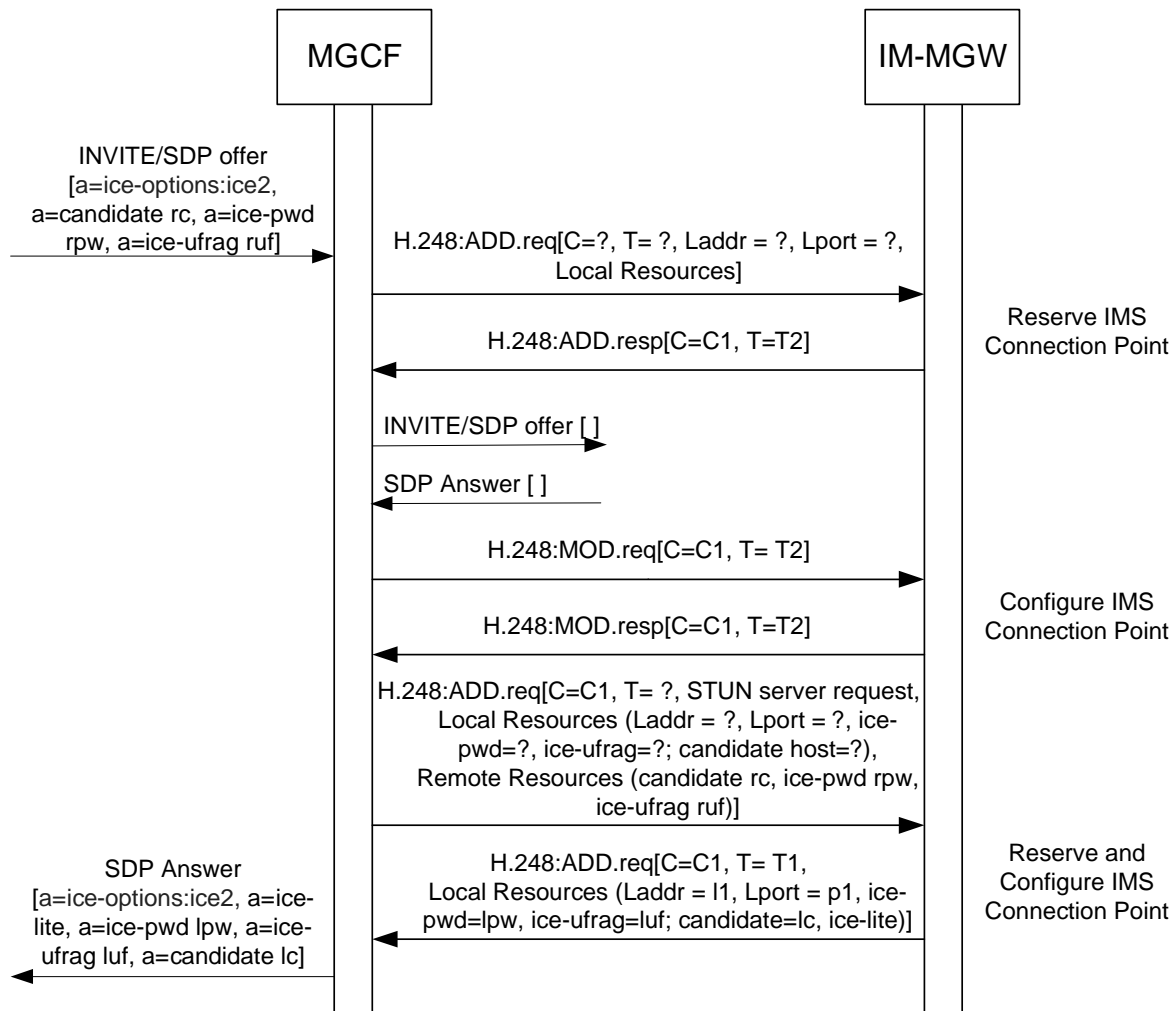 MGCF
IM-MGW
INVITE/SDP offer
[a=ice-options:ice2,
a=candidate rc, a=ice-pwd
rpw, a=ice-ufrag ruf]
H.248:ADD.req[C=?, T= ?, Laddr = ?, Lport = ?,
Local Resources]
Reserve IMS
Connection Point
H.248:ADD.resp[C=C1, T=T2]
INVITE/SDP offer [ ]
SDP Answer [ ]
H.248:MOD.req[C=C1, T= T2]
Configure IMS
Connection Point
H.248:MOD.resp[C=C1, T=T2]
H.248:ADD.req[C=C1, T= ?, STUN server request,
Local Resources (Laddr = ?, Lport = ?, ice-
pwd=?, ice-ufrag=?; candidate host=?),
Remote Resources (candidate rc, ice-pwd rpw,
ice-ufrag ruf)]
Reserve and
Configure IMS
Connection Point
H.248:ADD.req[C=C1, T= T1,
Local Resources (Laddr = l1, Lport = p1, ice-
pwd=lpw, ice-ufrag=luf; candidate=lc, ice-lite)]
SDP Answer
[a=ice-options:ice2, a=ice-
lite, a=ice-pwd lpw, a=ice-
ufrag luf, a=candidate lc]